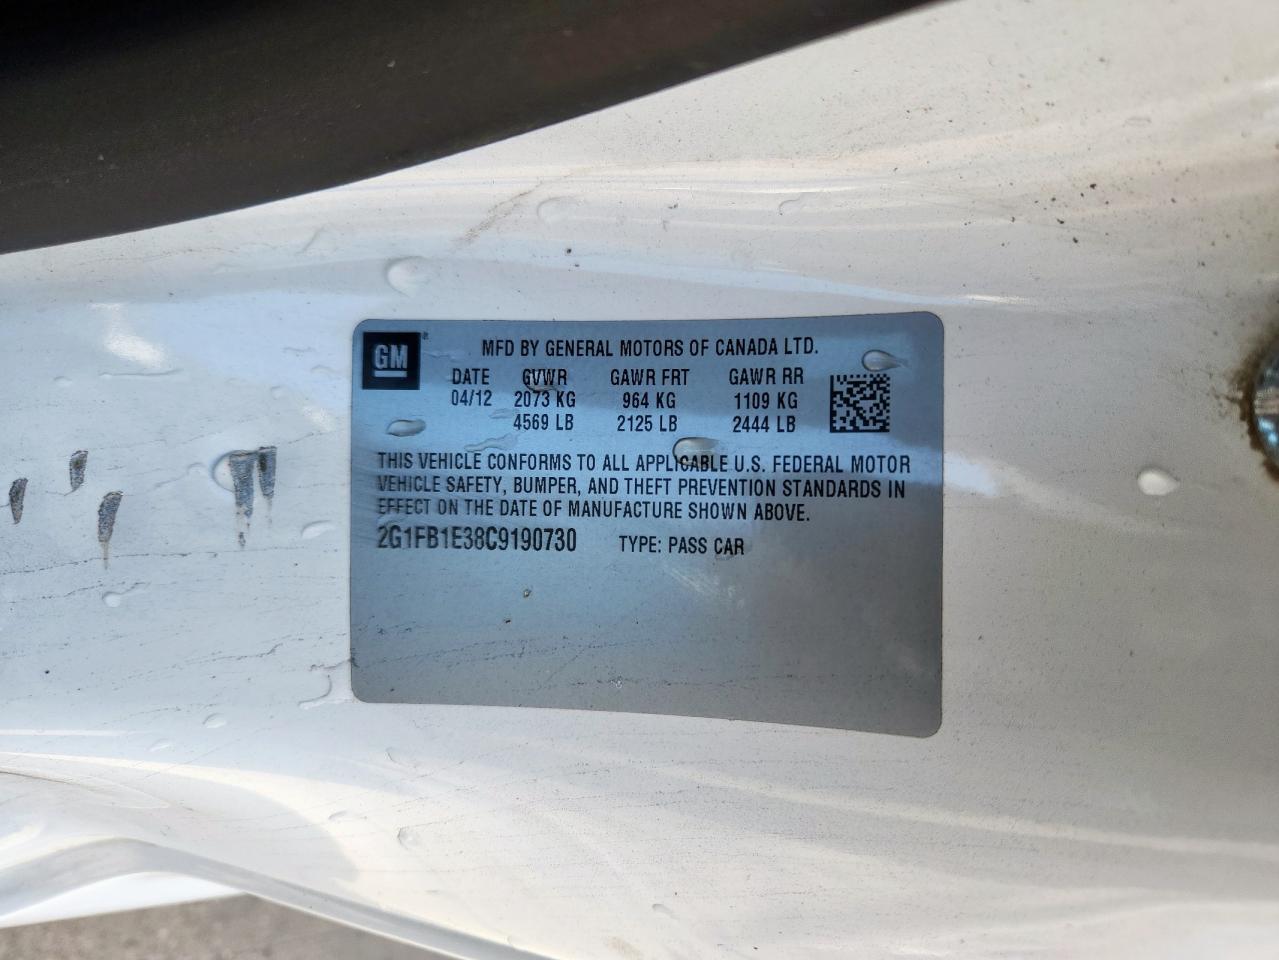 GM®
MFD BY GENERAL MOTORS OF CANADA LTD.
DATE GVWR GAWR FRT GAWR RR
04/12 2073 KG 964 KG 1109 KG
4569 LB 2125 LB 2444 LB
THIS VEHICLE CONFORMS TO ALL APPLICABLE U.S. FEDERAL MOTOR
VEHICLE SAFETY, BUMPER, AND THEFT PREVENTION STANDARDS IN
EFFECT ON THE DATE OF MANUFACTURE SHOWN ABOVE.
2G1FB1E38C9190730 TYPE: PASS CAR